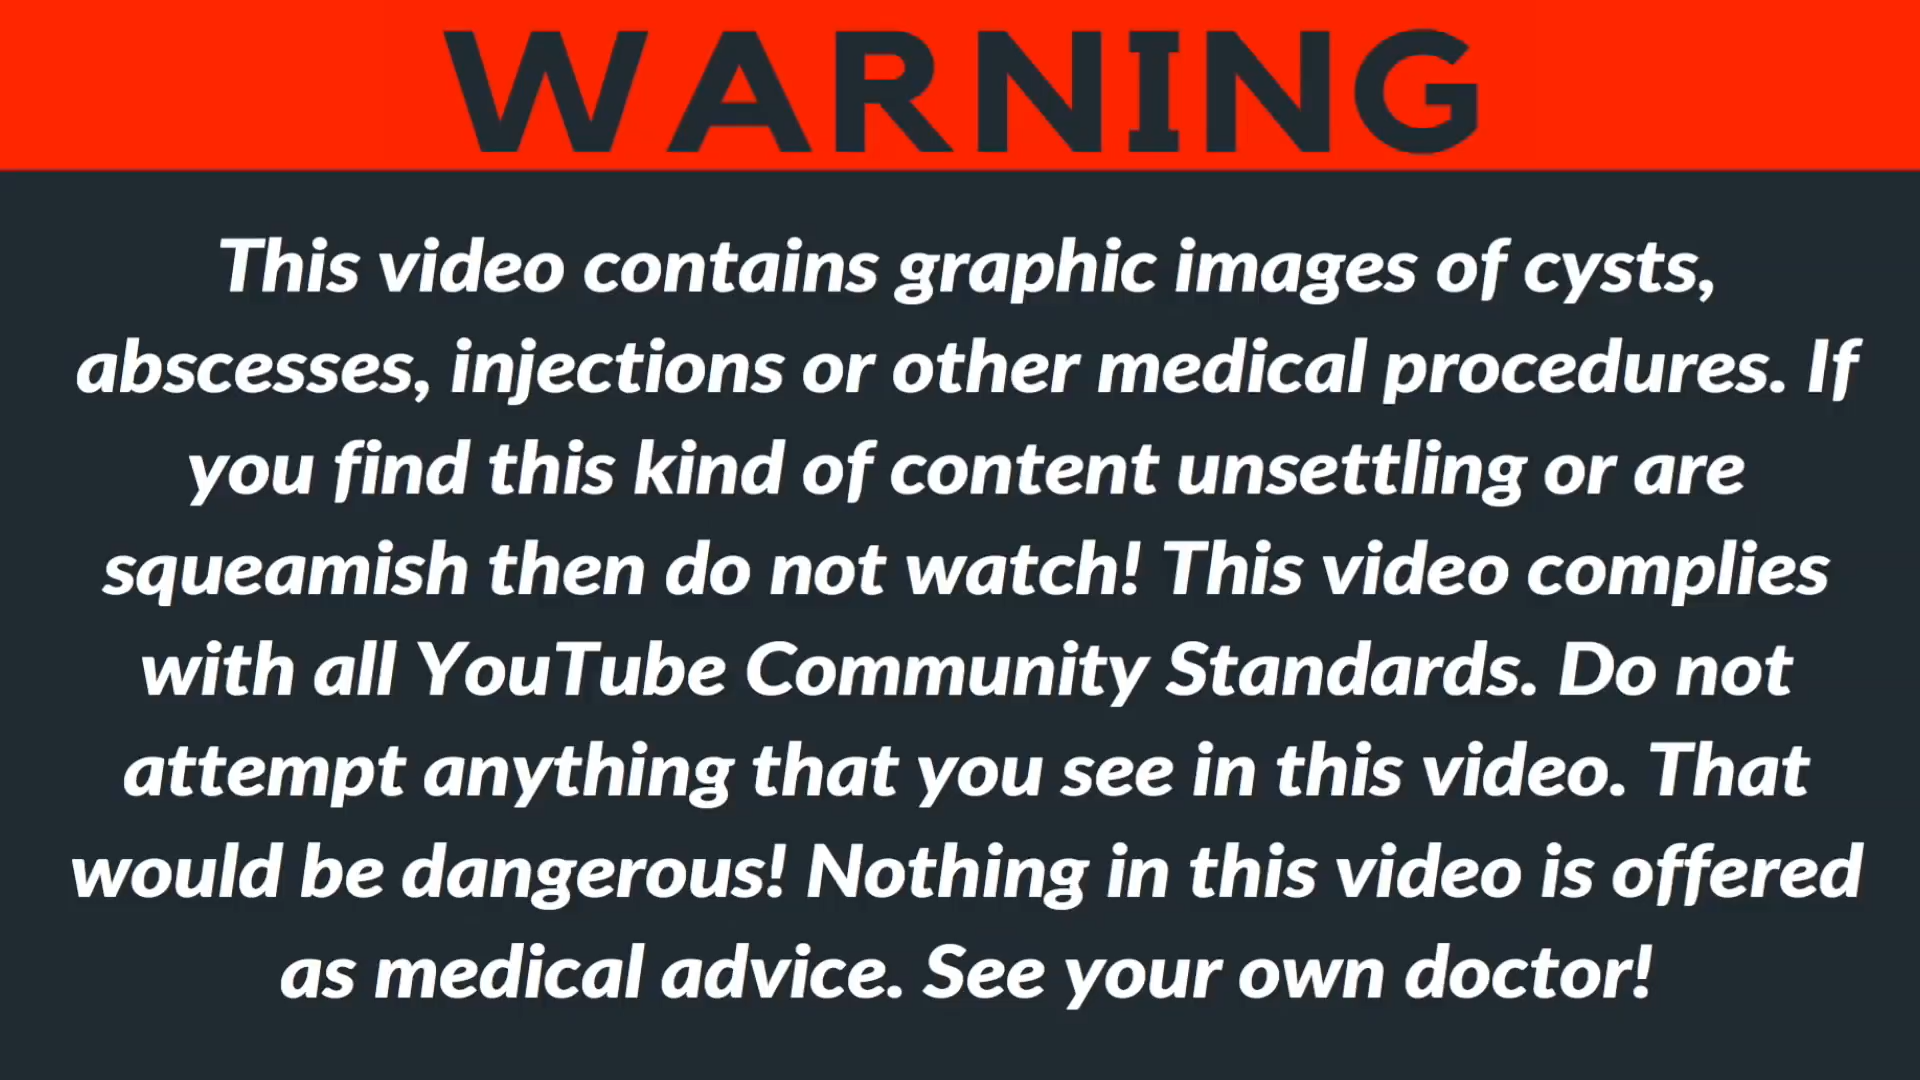 WARNING
This video contains graphic images of cysts,
abscesses, injections or other medical procedures. If
you find this kind of content unsettling or are
squeamish then do not watch! This video complies
with all YouTube Community Standards. Do not
attempt anything that you see in this video. That
would be dangerous! Nothing in this video is offered
as medical advice. See your own doctor!